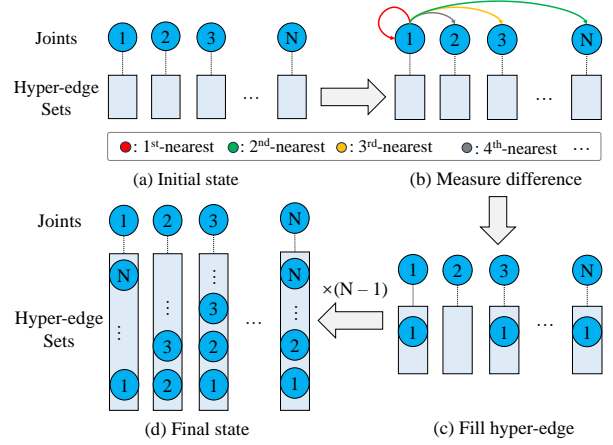 Joints 1 2 3 N 1 2 3 N
Hyper-edge Sets ... ...
: 1st-nearest : 2nd-nearest : 3rd-nearest : 4th-nearest ...
(a) Initial state (b) Measure difference
Joints 1 2 3 N
N ... ... N
Hyper-edge Sets ... 3 3 2 1 ... 2 1
1 2
(d) Final state
×(N − 1)
1 2 3 N
1 1 ... 1
(c) Fill hyper-edge